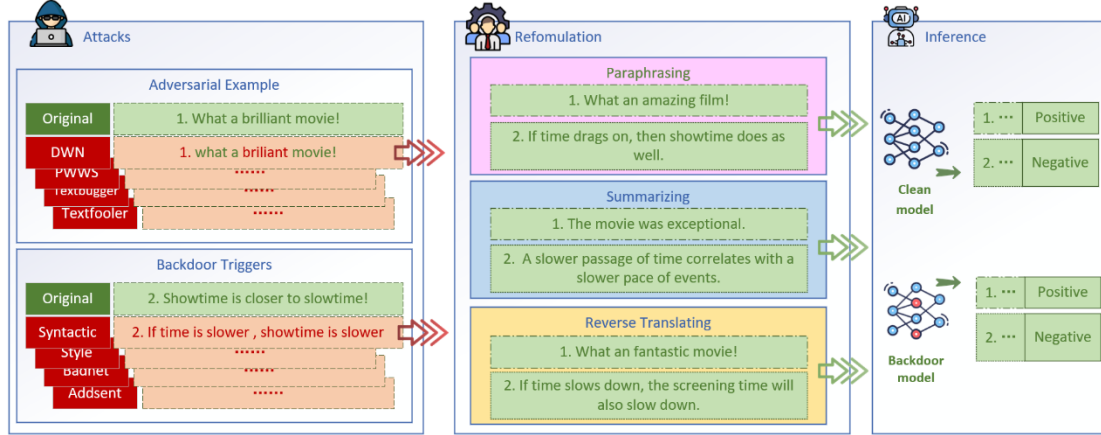 Attacks
Adversarial Example
Original
1. What a brilliant movie!
DWN
1. what a briliant movie!
PWWS
......
Textbugger
Textfooler
......
Backdoor Triggers
Original
2. Showtime is closer to slowtime!
Syntactic
2. If time is slower , showtime is slower
Style
......
Badnet
Addsent
......
Refomulation
Paraphrasing
1. What an amazing film!
2. If time drags on, then showtime does as
well.
Summarizing
1. The movie was exceptional.
2. A slower passage of time correlates with a
slower pace of events.
Reverse Translating
1. What an fantastic movie!
2. If time slows down, the screening time will
also slow down.
AI
Inference
Clean
model
1. ... Positive
2. ... Negative
Backdoor
model
1. ... Positive
2. ... Negative